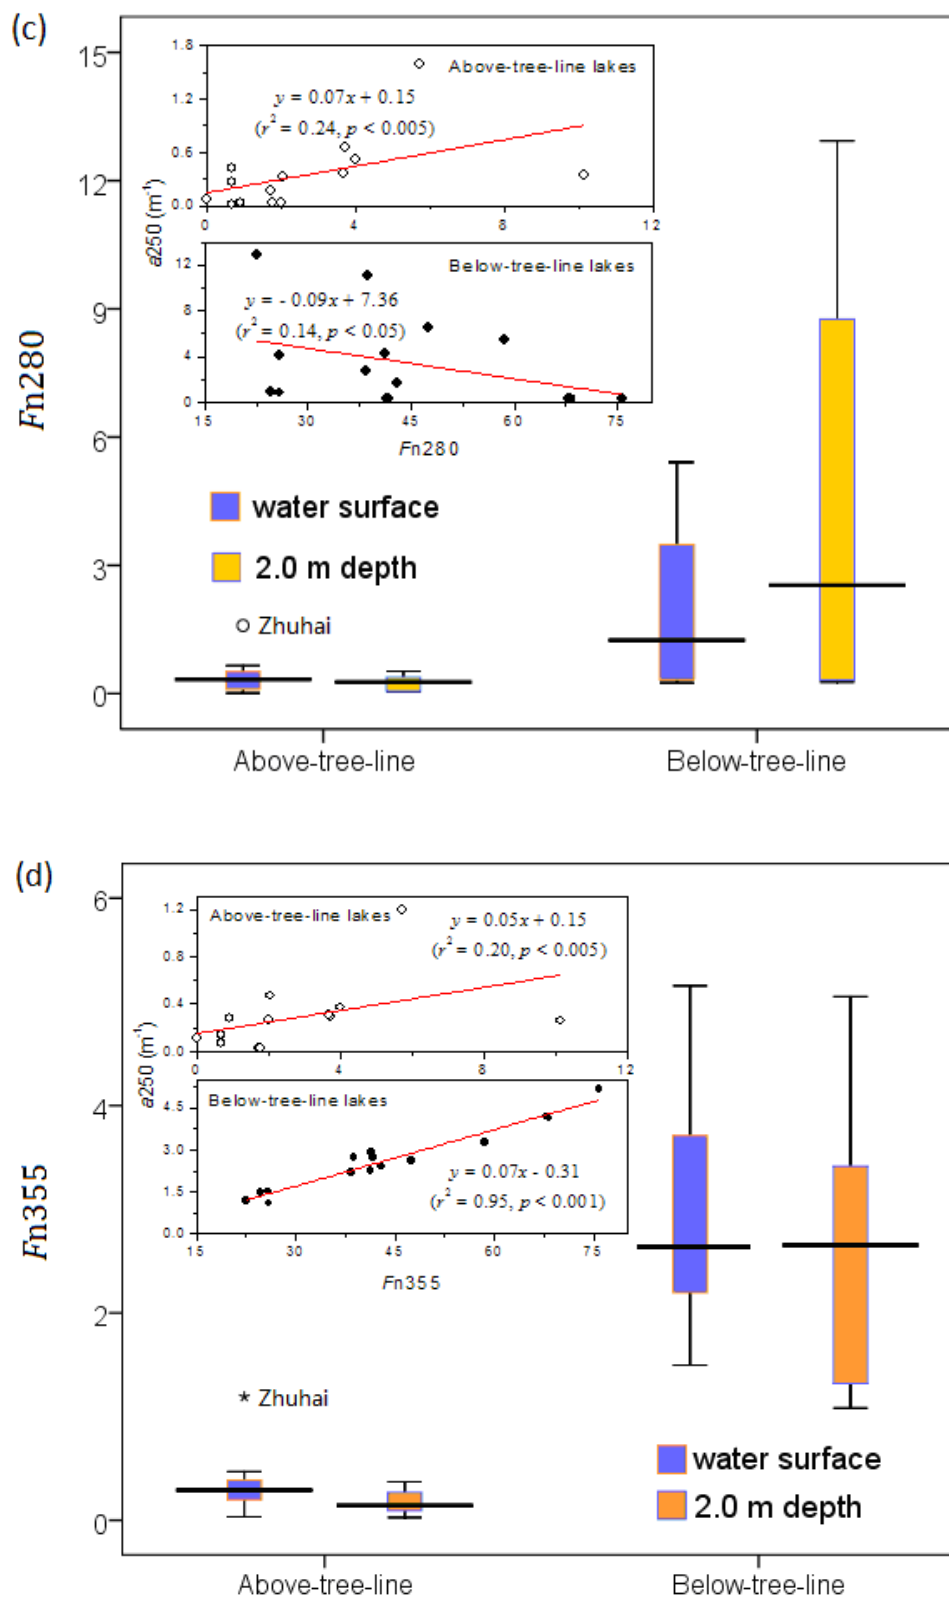 (c)
15
12
9
6
3
0
Fn280
1.8
1.2
0.6
0.0
0
4
8
12
Above-tree-line lakes
y = 0.07x + 0.15
(r² = 0.24, p < 0.005)
a250 (m⁻¹)
12
8
4
0
15
30
45
60
75
Below-tree-line lakes
y = - 0.09x + 7.36
(r² = 0.14, p < 0.05)
Fn280
water surface
2.0 m depth
Zhuhai
Above-tree-line
Below-tree-line
(d)
6
4
2
0
Fn355
1.2
0.8
0.4
0.0
0
4
8
12
Above-tree-line lakes
y = 0.05x + 0.15
(r² = 0.20, p < 0.005)
a250 (m⁻¹)
4.5
3.0
1.5
0.0
15
30
45
60
75
Below-tree-line lakes
y = 0.07x - 0.31
(r² = 0.95, p < 0.001)
Fn355
Zhuhai
water surface
2.0 m depth
Above-tree-line
Below-tree-line